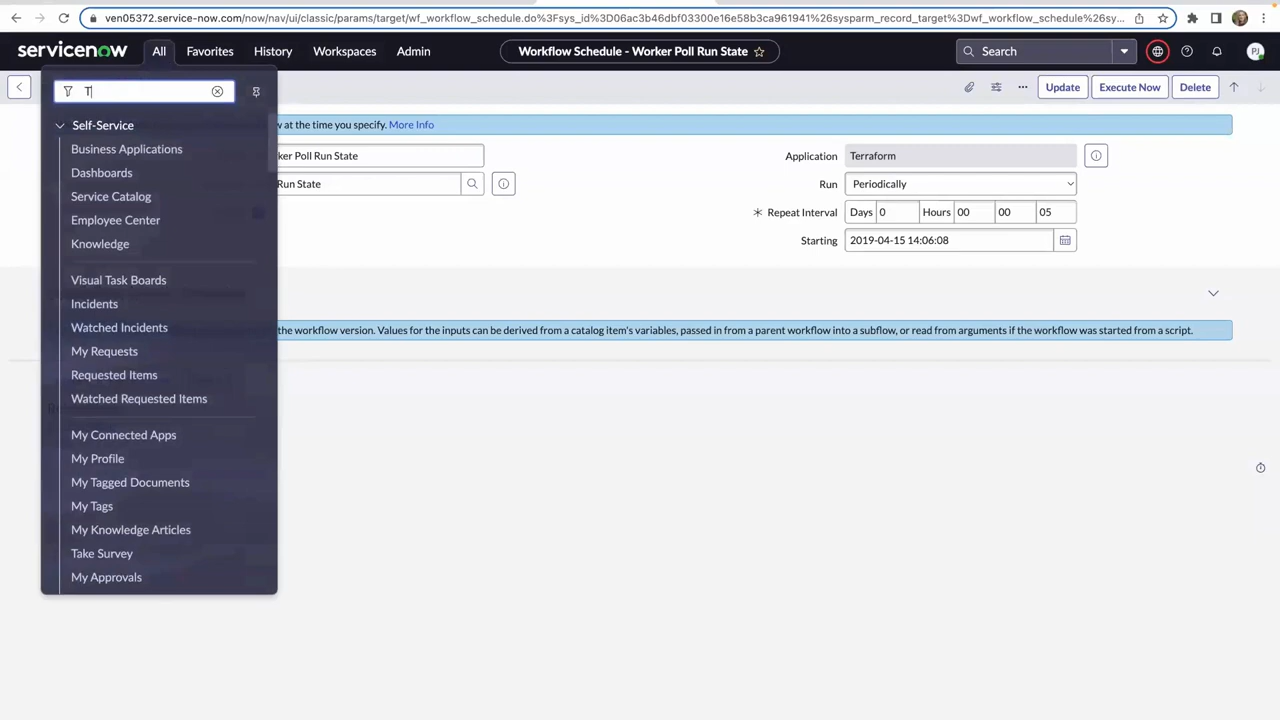 ven05372.service-now.com/now/nav/ui/classic/params/target/wf_workflow_schedule.do%3Fsys_id%3D06ac3b46dbf03300e16e58b3ca961941%26sysparm_record_target%3Dwf_workflow_schedule%26sy...
servicenow All Favorites History Workspaces Admin Workflow Schedule - Worker Poll Run State Search PJ
T Update Execute Now Delete
Self-Service at the time you specify. More Info
Business Applications ker Poll Run State Application Terraform
Dashboards Run State Run Periodically
Service Catalog
Employee Center Repeat Interval Days 0 Hours 00 00 05
Knowledge Starting 2019-04-15 14:06:08
Visual Task Boards
Incidents
Watched Incidents the workflow version. Values for the inputs can be derived from a catalog item's variables, passed in from a parent workflow into a subflow, or read from arguments if the workflow was started from a script.
My Requests
Requested Items
Watched Requested Items
My Connected Apps
My Profile
My Tagged Documents
My Tags
My Knowledge Articles
Take Survey
My Approvals